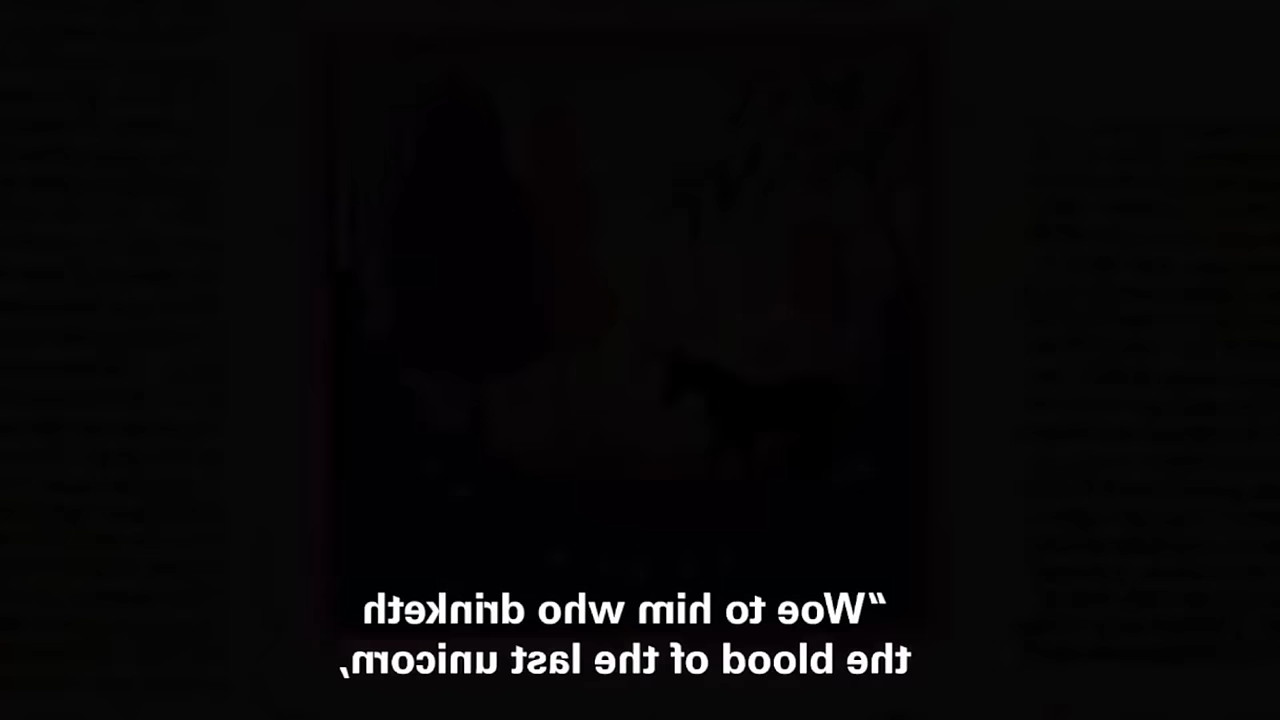 “Woe to him who drinketh
the blood of the last unicorn,